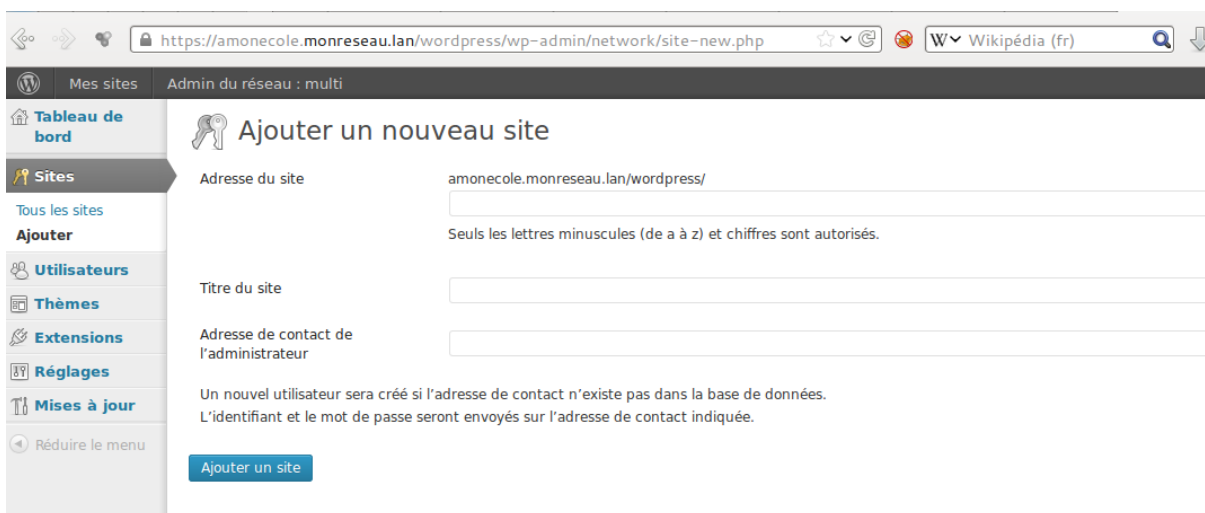 https://amonecole.monreseau.lan/wordpress/wp-admin/network/site-new.php
W Wikipédia (fr)
Mes sites
Admin du réseau : multi
Tableau de
bord
Sites
Tous les sites
Ajouter
Utilisateurs
Thèmes
Extensions
Réglages
Mises à jour
Réduire le menu
Ajouter un nouveau site
Adresse du site
amonecole.monreseau.lan/wordpress/
Seuls les lettres minuscules (de a à z) et chiffres sont autorisés.
Titre du site
Adresse de contact de
l’administrateur
Un nouvel utilisateur sera créé si l’adresse de contact n’existe pas dans la base de données.
L’identifiant et le mot de passe seront envoyés sur l’adresse de contact indiquée.
Ajouter un site